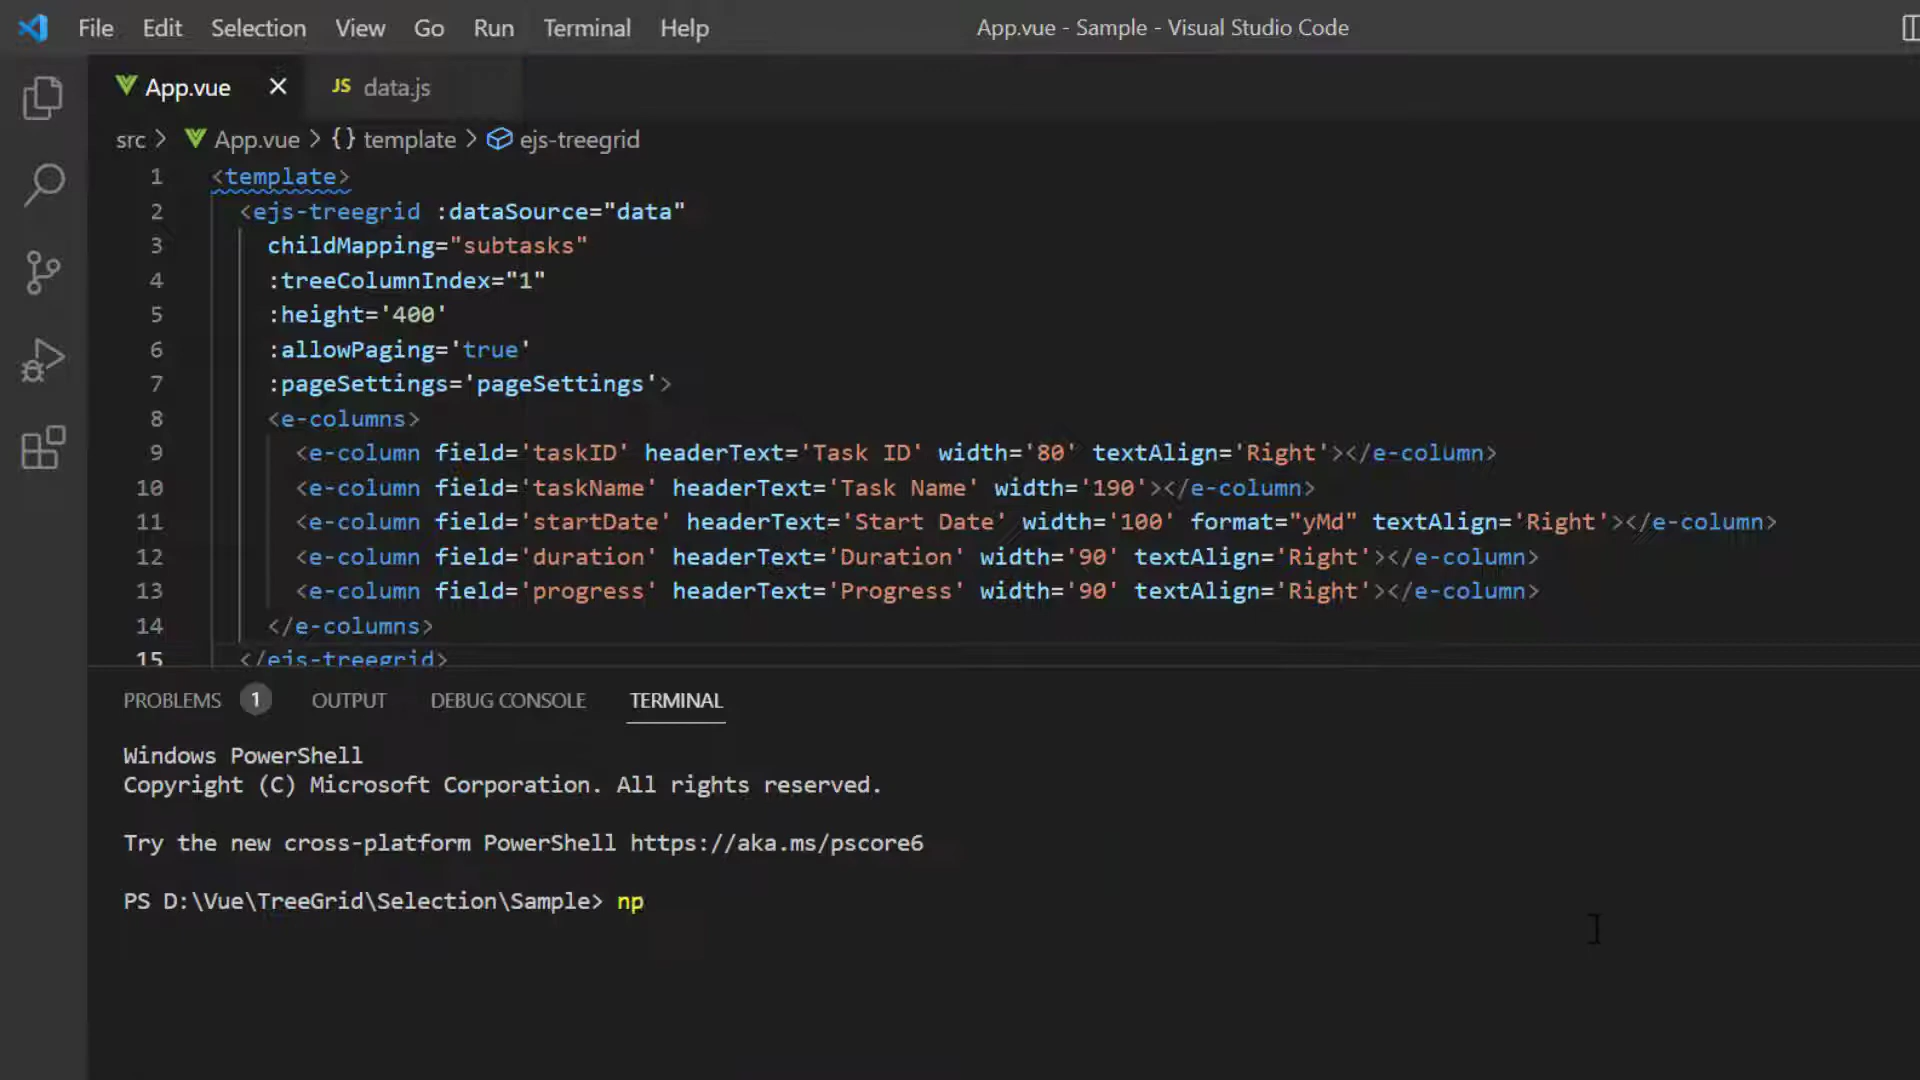 File Edit Selection View Go Run Terminal Help App.vue - Sample - Visual Studio Code
App.vue JS data.js
src > App.vue > {} template > ejs-treegrid
1 <template>
2 <ejs-treegrid :dataSource="data"
3 childMapping="subtasks"
4 :treeColumnIndex="1"
5 :height='400'
6 :allowPaging='true'
7 :pageSettings='pageSettings'>
8 <e-columns>
9 <e-column field='taskID' headerText='Task ID' width='80' textAlign='Right'></e-column>
10 <e-column field='taskName' headerText='Task Name' width='190'></e-column>
11 <e-column field='startDate' headerText='Start Date' width='100' format="yMd" textAlign='Right'></e-column>
12 <e-column field='duration' headerText='Duration' width='90' textAlign='Right'></e-column>
13 <e-column field='progress' headerText='Progress' width='90' textAlign='Right'></e-column>
14 </e-columns>
15 </ejs-treegrid>
PROBLEMS 1 OUTPUT DEBUG CONSOLE TERMINAL
Windows PowerShell
Copyright (C) Microsoft Corporation. All rights reserved.
Try the new cross-platform PowerShell https://aka.ms/pscore6
PS D:\Vue\TreeGrid\Selection\Sample> np